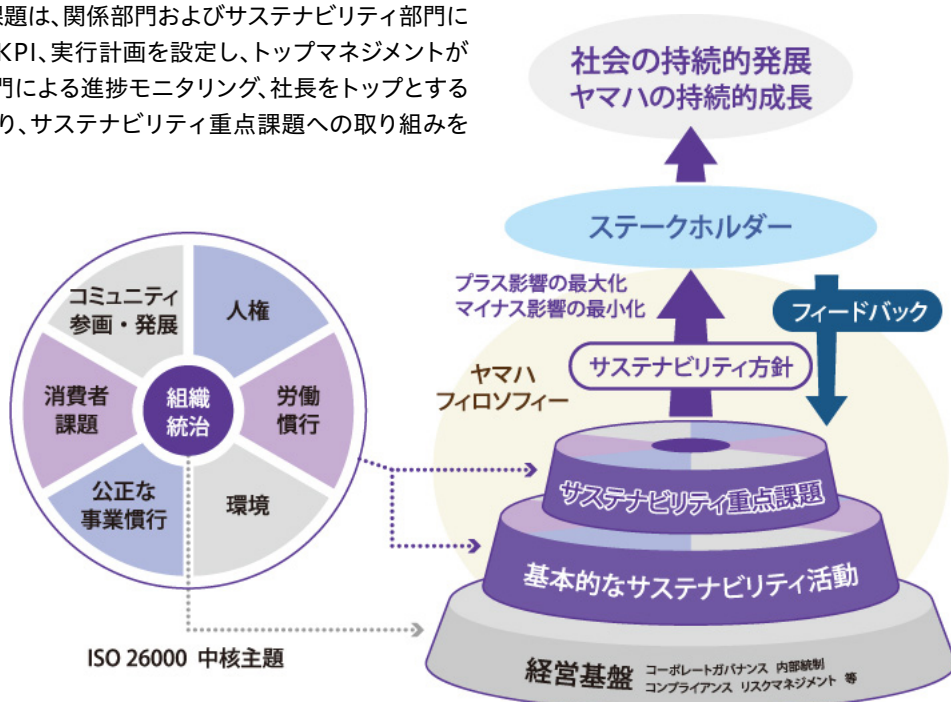 課題は、関係部門およびサステナビリティ部門に
KPI、実行計画を設定し、トップマネジメントが
門による進捗モニタリング、社長をトップとする
り、サステナビリティ重点課題への取り組みを
社会の持続的発展
ヤマハの持続的成長
ステークホルダー
プラス影響の最大化
マイナス影響の最小化
フィードバック
サステナビリティ方針
ヤマハ
フィロソフィー
サステナビリティ重点課題
基本的なサステナビリティ活動
経営基盤
コーポレートガバナンス 内部統制
コンプライアンス リスクマネジメント 等
コミュニティ
参画・発展
人権
消費者
課題
組織
統治
労働
慣行
公正な
事業慣行
環境
ISO 26000 中核主題